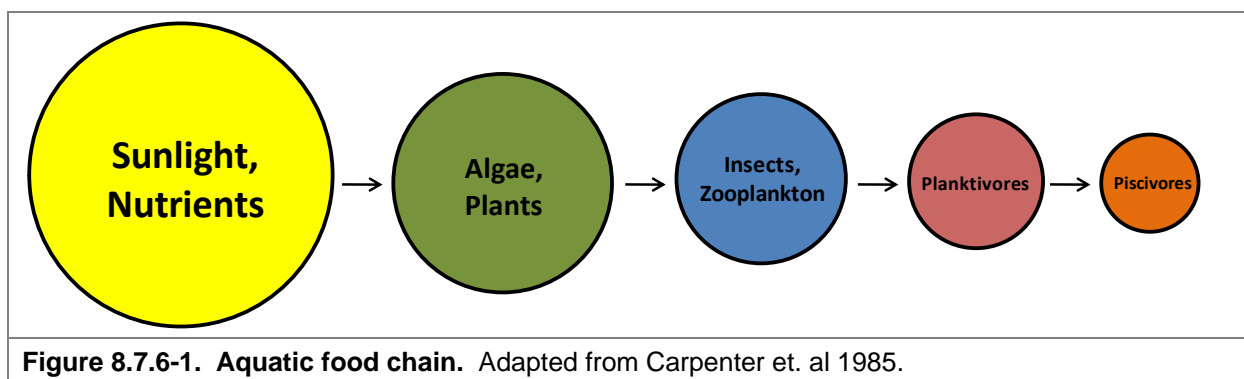 Sunlight,
Nutrients
Algae,
Plants
Insects,
Zooplankton
Planktivores
Piscivores
Figure 8.7.6-1. Aquatic food chain. Adapted from Carpenter et. al 1985.